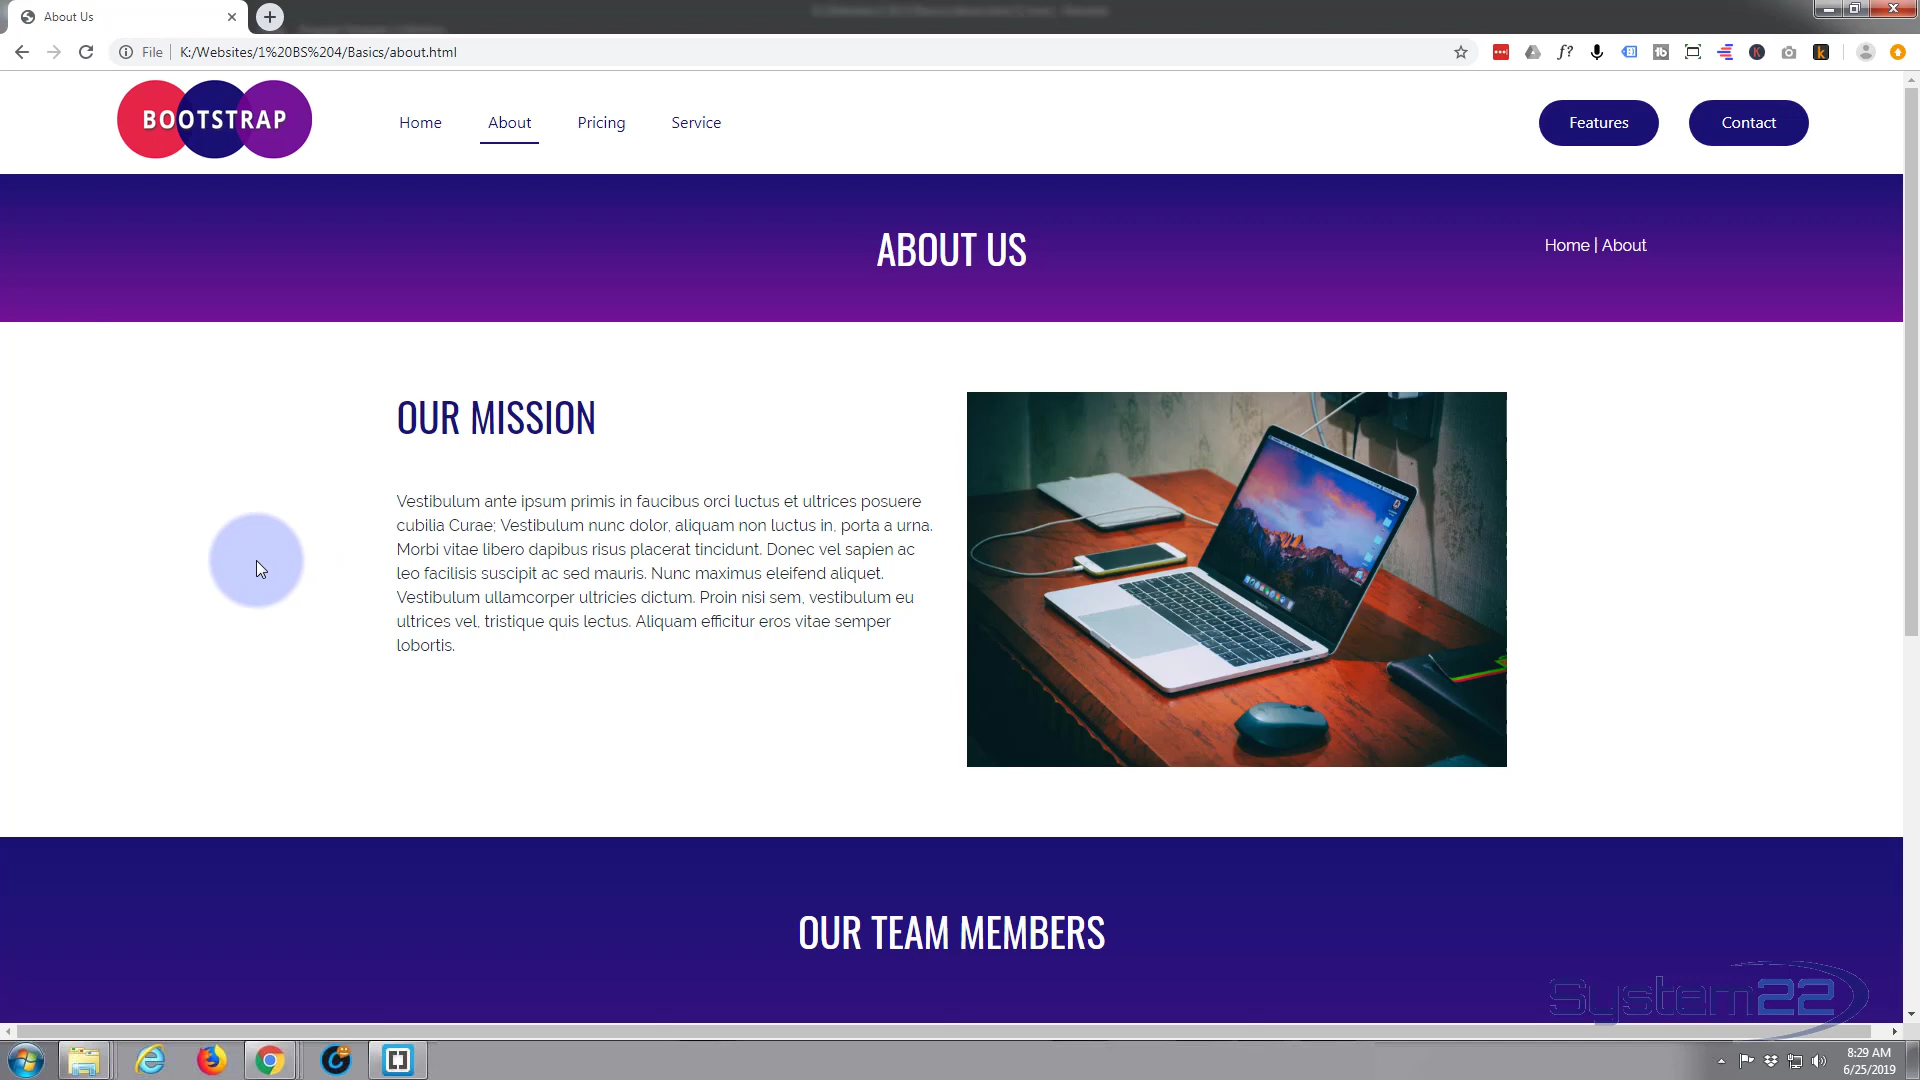 About Us
File
K:/Websites/1%20BS%204/Basics/about.html
BOOTSTRAP
Home
About
Pricing
Service
Features
Contact
ABOUT US
Home | About
OUR MISSION
Vestibulum ante ipsum primis in faucibus orci luctus et ultrices posuere
cubilia Curae; Vestibulum nunc dolor, aliquam non luctus in, porta a urna.
Morbi vitae libero dapibus risus placerat tincidunt. Donec vel sapien ac
leo facilisis suscipit ac sed mauris. Nunc maximus eleifend aliquet.
Vestibulum ullamcorper ultricies dictum. Proin nisi sem, vestibulum eu
ultrices vel, tristique quis lectus. Aliquam efficitur eros vitae semper
lobortis.
OUR TEAM MEMBERS
System22
8:29 AM
6/25/2019